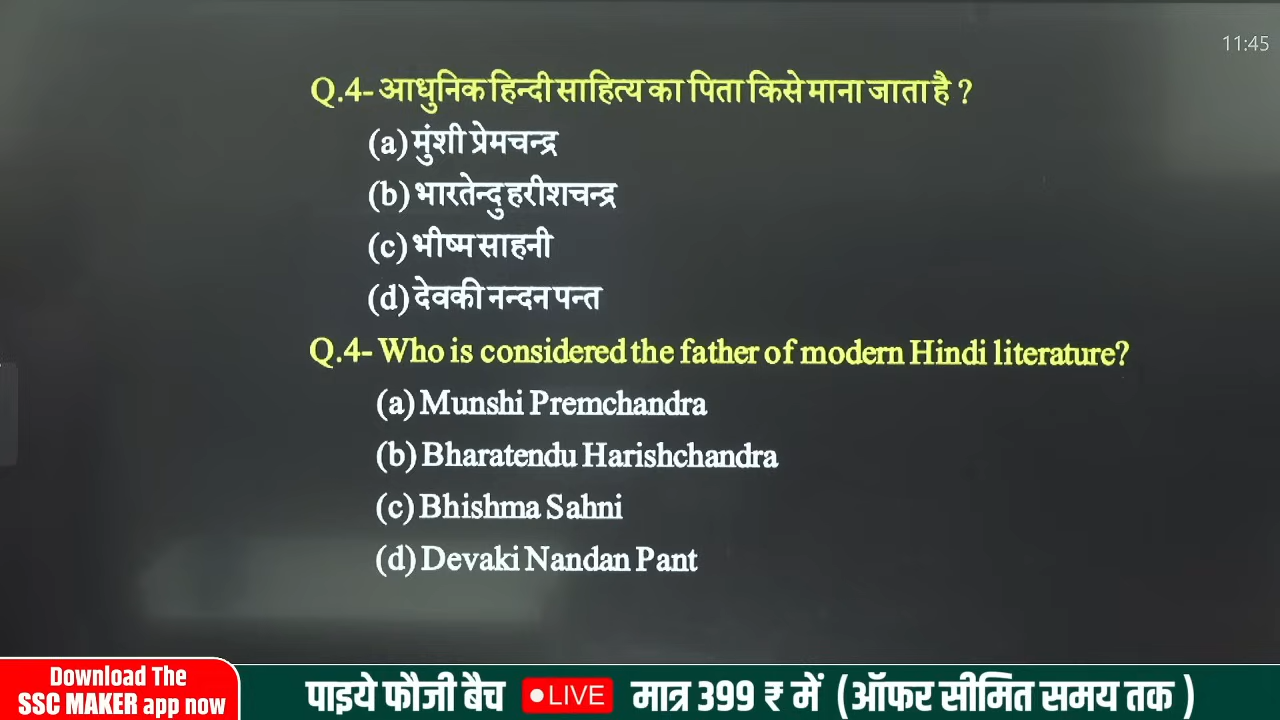 11:45
Q.4- आधुनिक हिन्दी साहित्य का पिता किसे माना जाता है ?
(a) मुंशी प्रेमचन्द्र
(b) भारतेन्दु हरीशचन्द्र
(c) भीष्म साहनी
(d) देवकी नन्दन पन्त
Q.4- Who is considered the father of modern Hindi literature?
(a) Munshi Premchandra
(b) Bharatendu Harishchandra
(c) Bhishma Sahni
(d) Devaki Nandan Pant
Download The
SSC MAKER app now
पाइये फौजी बैच LIVE मात्र 399 ₹ में (ऑफर सीमित समय तक )